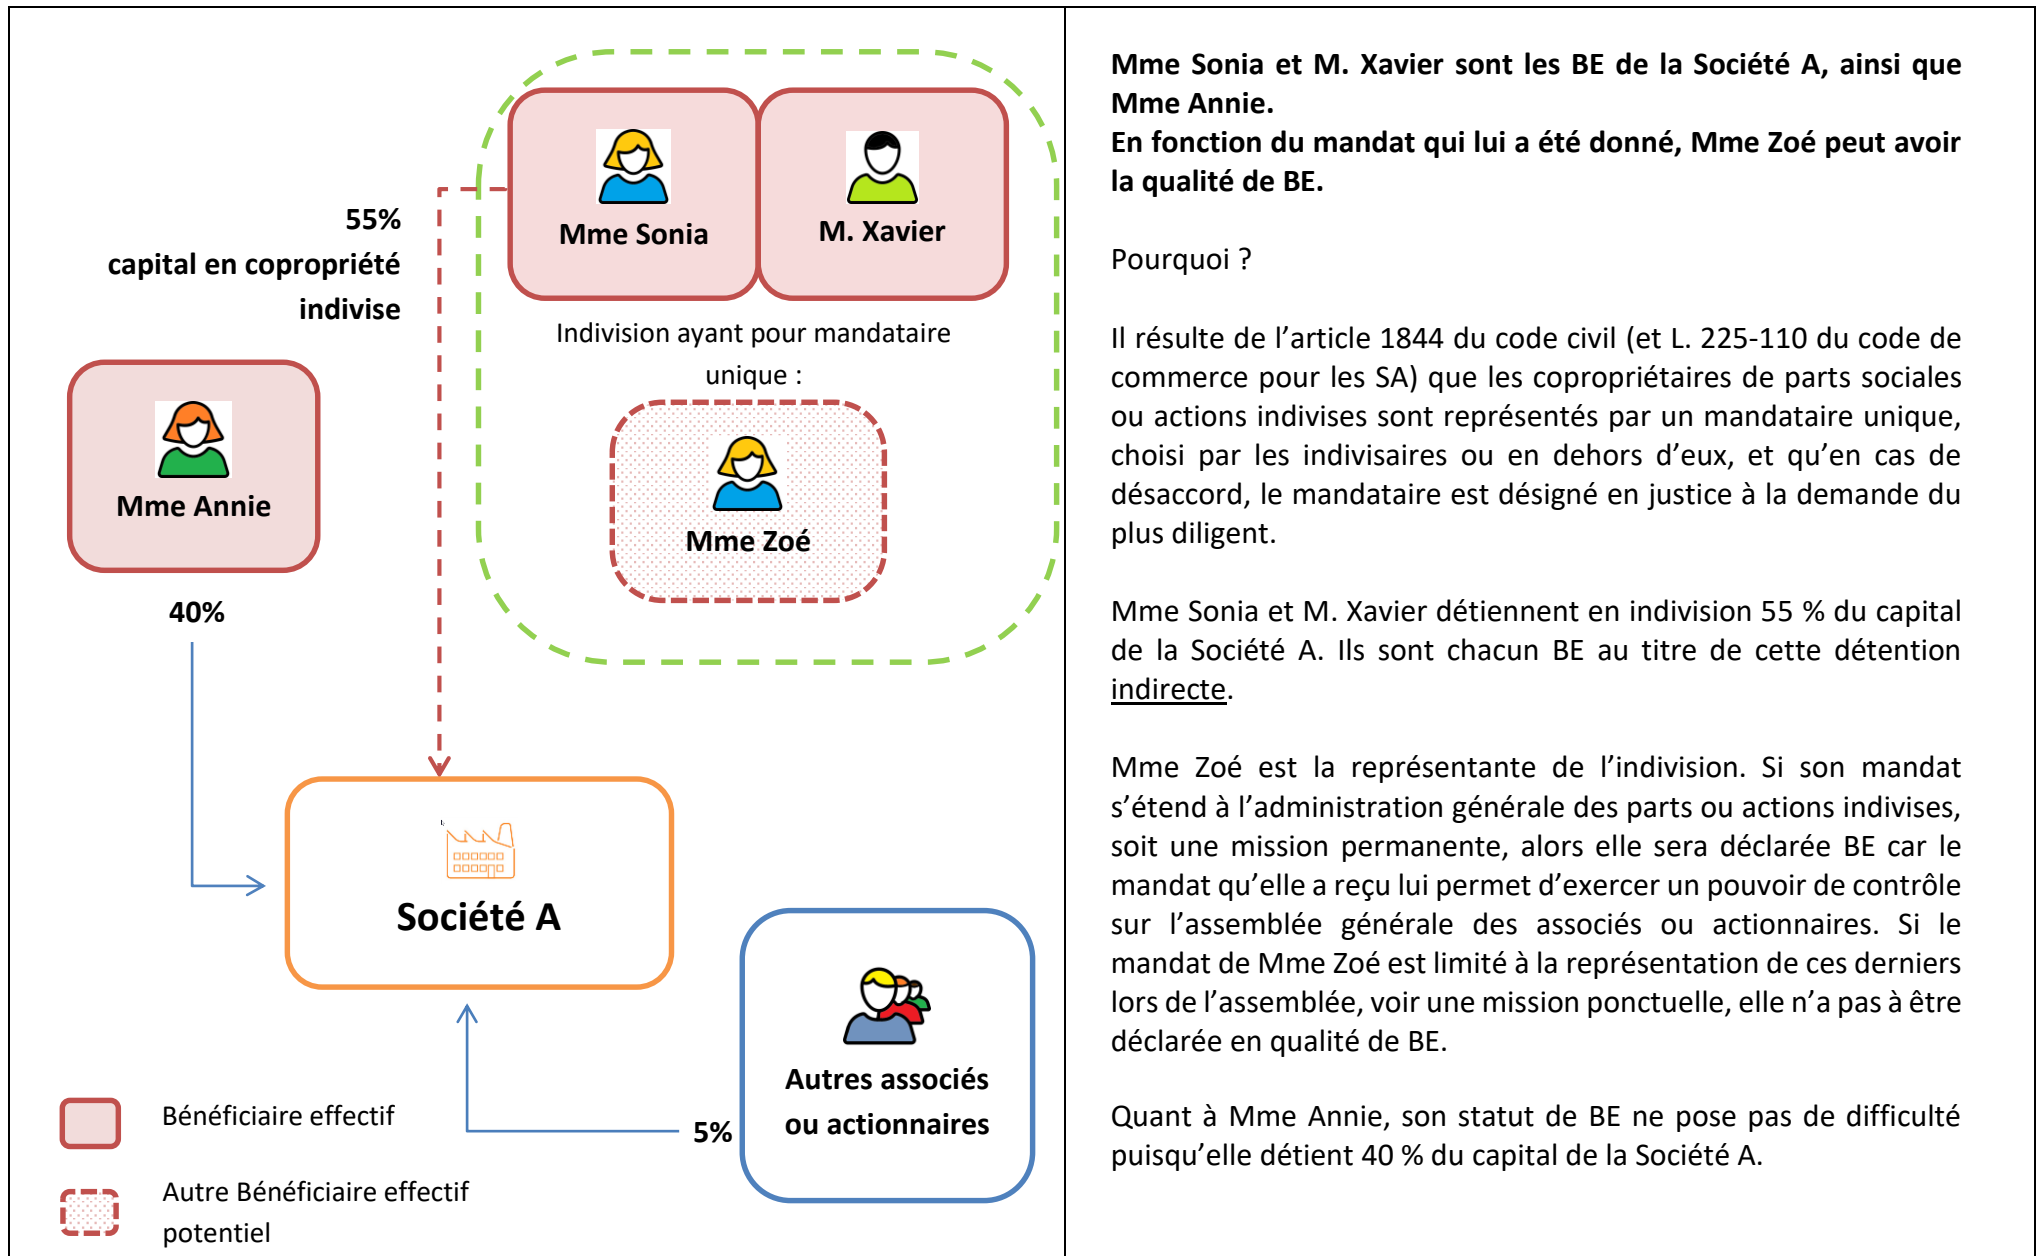 55%
capital en copropriété
indivise
Mme Sonia
M. Xavier
Indivision ayant pour mandataire
unique :
Mme Zoé
Mme Annie
40%
Société A
Autres associés
ou actionnaires
5%
Bénéficiaire effectif
Autre Bénéficiaire effectif
potentiel
Mme Sonia et M. Xavier sont les BE de la Société A, ainsi que
Mme Annie.
En fonction du mandat qui lui a été donné, Mme Zoé peut avoir
la qualité de BE.
Pourquoi ?
Il résulte de l’article 1844 du code civil (et L. 225-110 du code de
commerce pour les SA) que les copropriétaires de parts sociales
ou actions indivises sont représentés par un mandataire unique,
choisi par les indivisaires ou en dehors d’eux, et qu’en cas de
désaccord, le mandataire est désigné en justice à la demande du
plus diligent.
Mme Sonia et M. Xavier détiennent en indivision 55 % du capital
de la Société A. Ils sont chacun BE au titre de cette détention
indirecte.
Mme Zoé est la représentante de l’indivision. Si son mandat
s’étend à l’administration générale des parts ou actions indivises,
soit une mission permanente, alors elle sera déclarée BE car le
mandat qu’elle a reçu lui permet d’exercer un pouvoir de contrôle
sur l’assemblée générale des associés ou actionnaires. Si le
mandat de Mme Zoé est limité à la représentation de ces derniers
lors de l’assemblée, voir une mission ponctuelle, elle n’a pas à être
déclarée en qualité de BE.
Quant à Mme Annie, son statut de BE ne pose pas de difficulté
puisqu’elle détient 40 % du capital de la Société A.